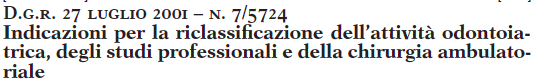 D.G.R. 27 LUGLIO 2001 – N. 7/5724
Indicazioni per la riclassificazione dell'attività odontoia-
trica, degli studi professionali e della chirurgia ambulato-
riale